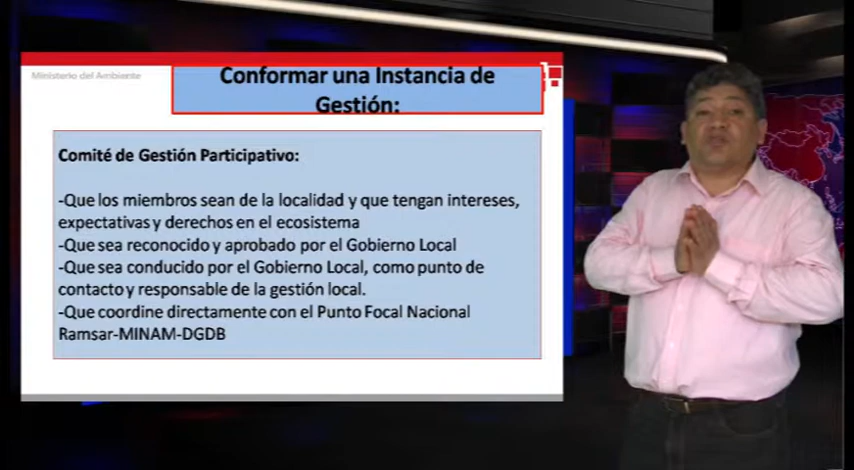 Ministerio del Ambiente
Conformar una Instancia de
Gestión:
Comité de Gestión Participativo:
-Que los miembros sean de la localidad y que tengan intereses,
expectativas y derechos en el ecosistema
-Que sea reconocido y aprobado por el Gobierno Local
-Que sea conducido por el Gobierno Local, como punto de
contacto y responsable de la gestión local.
-Que coordine directamente con el Punto Focal Nacional
Ramsar-MINAM-DGDB